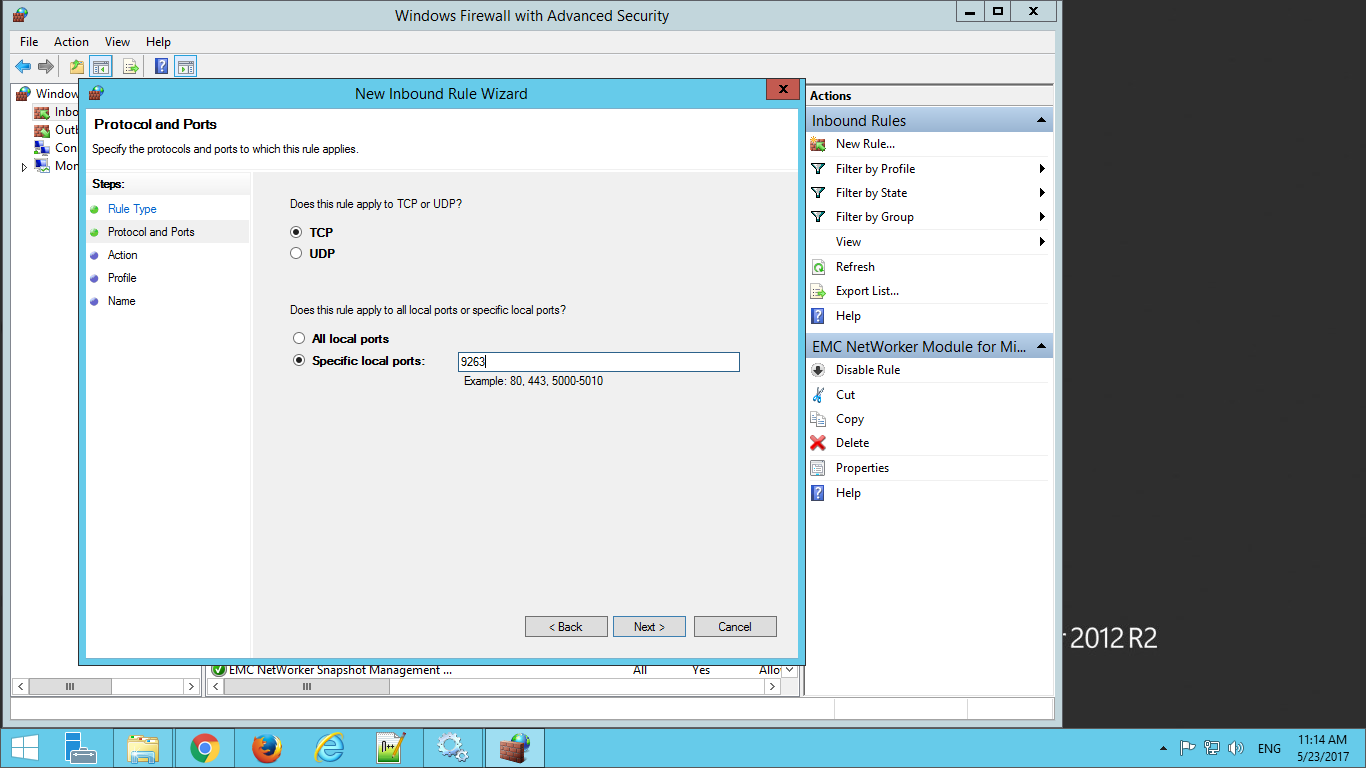 Windows Firewall with Advanced Security
File Action View Help
Window
Inbo
Outb
Con
Mon
New Inbound Rule Wizard
Protocol and Ports
Specify the protocols and ports to which this rule applies.
Steps:
Rule Type
Protocol and Ports
Action
Profile
Name
Does this rule apply to TCP or UDP?
TCP
UDP
Does this rule apply to all local ports or specific local ports?
All local ports
Specific local ports: 9263
Example: 80, 443, 5000-5010
< Back Next > Cancel
EMC NetWorker Snapshot Management ... All Yes Allo
Actions
Inbound Rules
New Rule...
Filter by Profile
Filter by State
Filter by Group
View
Refresh
Export List...
Help
EMC NetWorker Module for Mi...
Disable Rule
Cut
Copy
Delete
Properties
Help
2012 R2
ENG 11:14 AM
5/23/2017